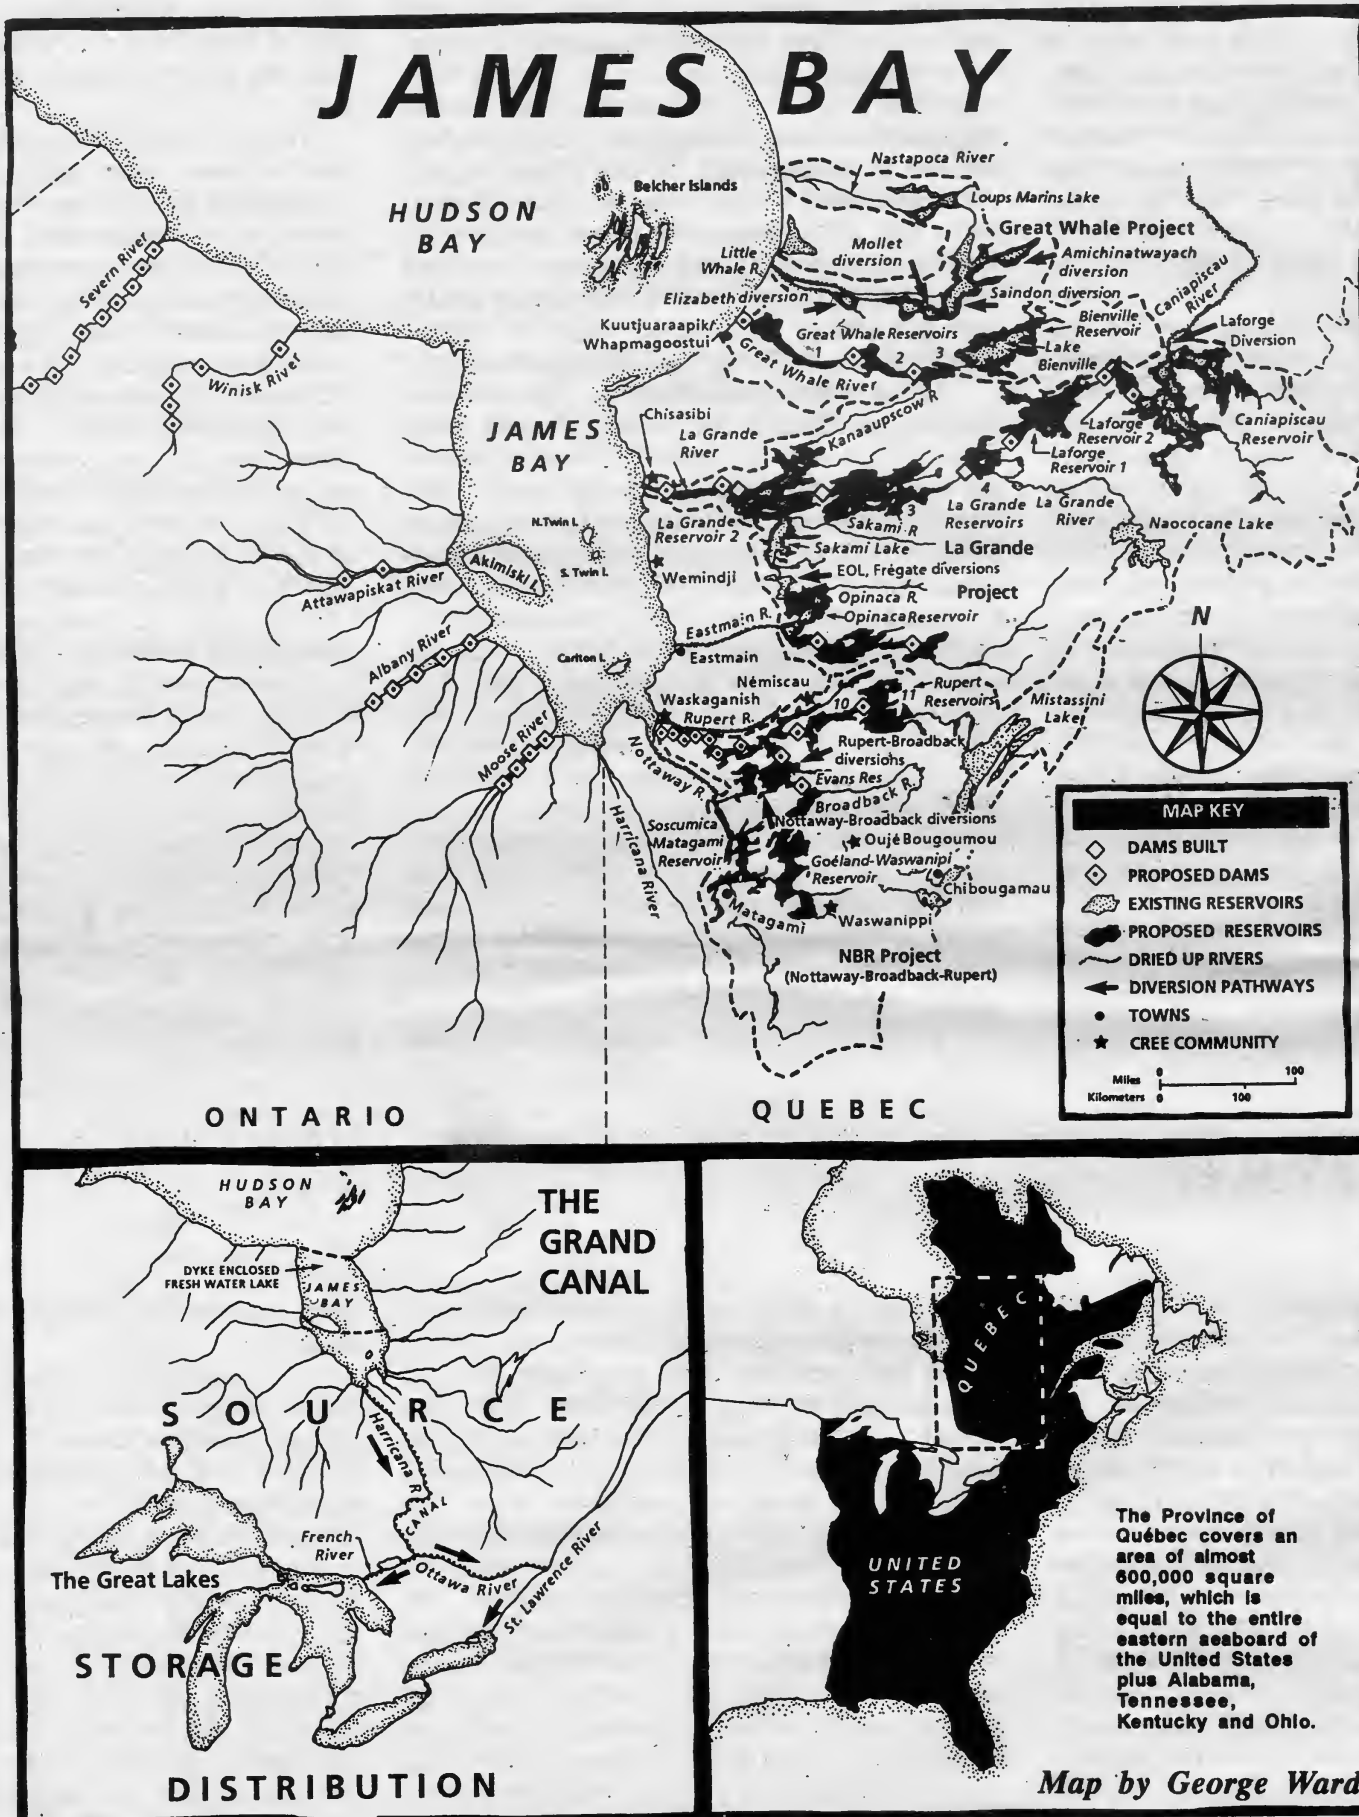 JAMES BAY
HUDSON
BAY
Belcher Islands
Nastapoca River
Loups Marins Lake
Great Whale Project
Mollet
diversion
Amichinatwayach
diversion
Little
Whale R.
Elizabeth diversion
Saindon diversion
Caniapiscau
River
Kuutjuaraapik/
Whapmagoostui
Great Whale Reservoirs
Bienville
Reservoir
Laforge
Diversion
1
2
3
Lake
Bienville
Great Whale River
Severn River
Winisk River
JAMES
BAY
Chisasibi
La Grande
River
Kanaaupscow R
Laforge
Reservoir 2
Caniapiscau
Reservoir
Laforge
Reservoir 1
La Grande
Reservoir 2
3
4
Sakami R
La Grande
Reservoirs
La Grande
River
Naococane Lake
N. Twin I.
S. Twin I.
Akimiski I.
Attawapiskat River
Wemindji
Sakami Lake
La Grande
EOL, Frégate diversions
Project
Opinaca R.
Opinaca Reservoir
Eastmain R.
Eastmain
Albany River
Carlton I.
Némiscau
Waskaganish
Rupert R.
10
11
Rupert
Reservoirs
Mistassini
Lake
N
Moose River
Nottaway R.
Rupert-Broadback
diversions
Evans Res
Broadback R.
Nottaway-Broadback diversions
Harricana River
Soscumica
Matagami
Reservoir
Oujé Bougoumou
Goéland-Waswanipi
Reservoir
Chibougamau
Matagami
Waswanippi
NBR Project
(Nottaway-Broadback-Rupert)
MAP KEY
DAMS BUILT
PROPOSED DAMS
EXISTING RESERVOIRS
PROPOSED RESERVOIRS
DRIED UP RIVERS
DIVERSION PATHWAYS
TOWNS
CREE COMMUNITY
Miles 0 100
Kilometers 0 100
ONTARIO
QUEBEC
HUDSON
BAY
THE
GRAND
CANAL
DYKE ENCLOSED
FRESH WATER LAKE
JAMES
BAY
SOURCE
Harricana R
CANAL
French
River
Ottawa River
St. Lawrence River
The Great Lakes
STORAGE
DISTRIBUTION
QUEBEC
UNITED
STATES
The Province of
Québec covers an
area of almost
600,000 square
miles, which is
equal to the entire
eastern seaboard of
the United States
plus Alabama,
Tennessee,
Kentucky and Ohio.
Map by George Ward